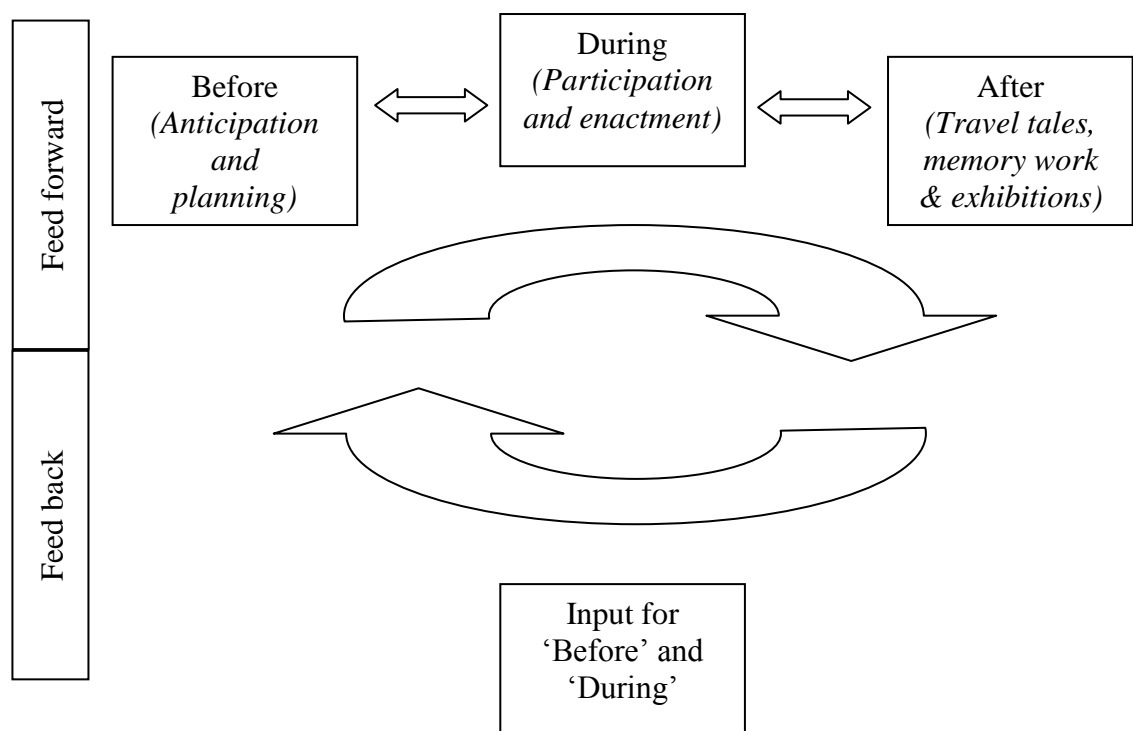 Feed forward
Before
(Anticipation
and
planning)
During
(Participation
and enactment)
After
(Travel tales,
memory work
& exhibitions)
Feed back
Input for
‘Before’ and
‘During’